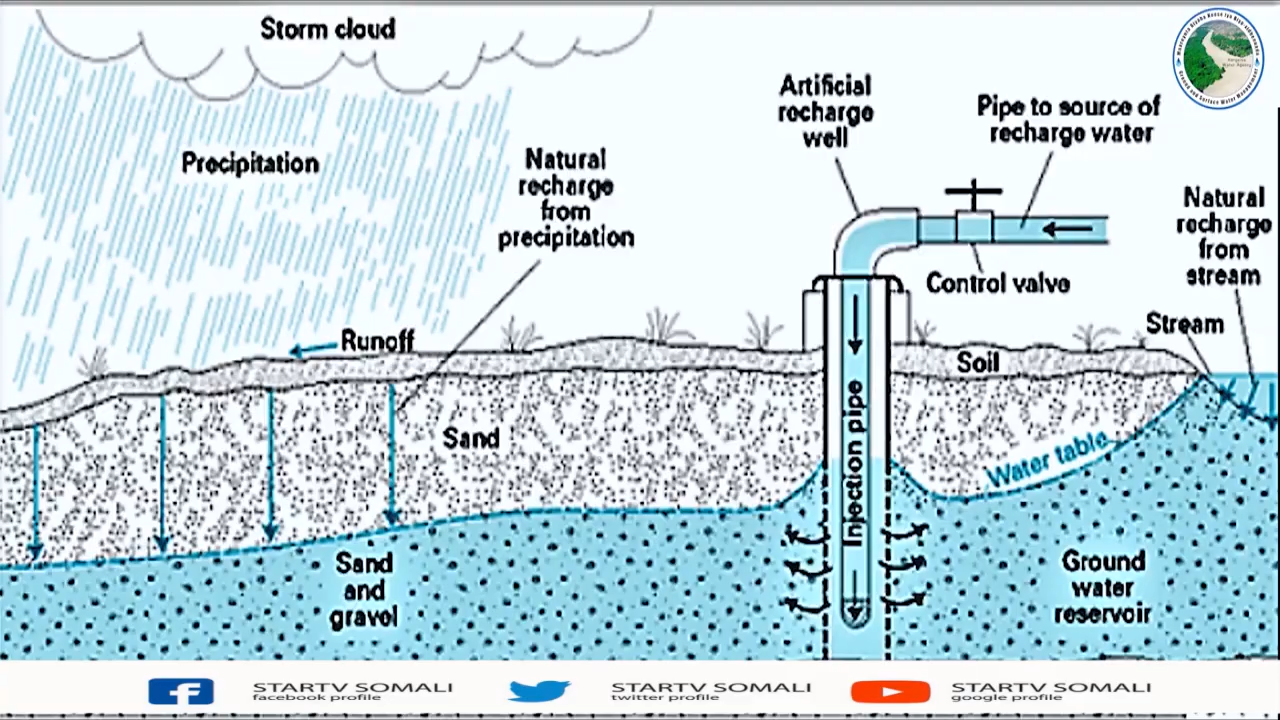 Storm cloud
Precipitation
Natural
recharge
from
precipitation
Artificial
recharge
well
Pipe to source of
recharge water
Control valve
Natural
recharge
from
stream
Stream
Runoff
Soil
Sand
Injection pipe
Water table
Sand
and
gravel
Ground
water
reservoir
STARTV SOMALI
facebook profile
STARTV SOMALI
twitter profile
STARTV SOMALI
google profile